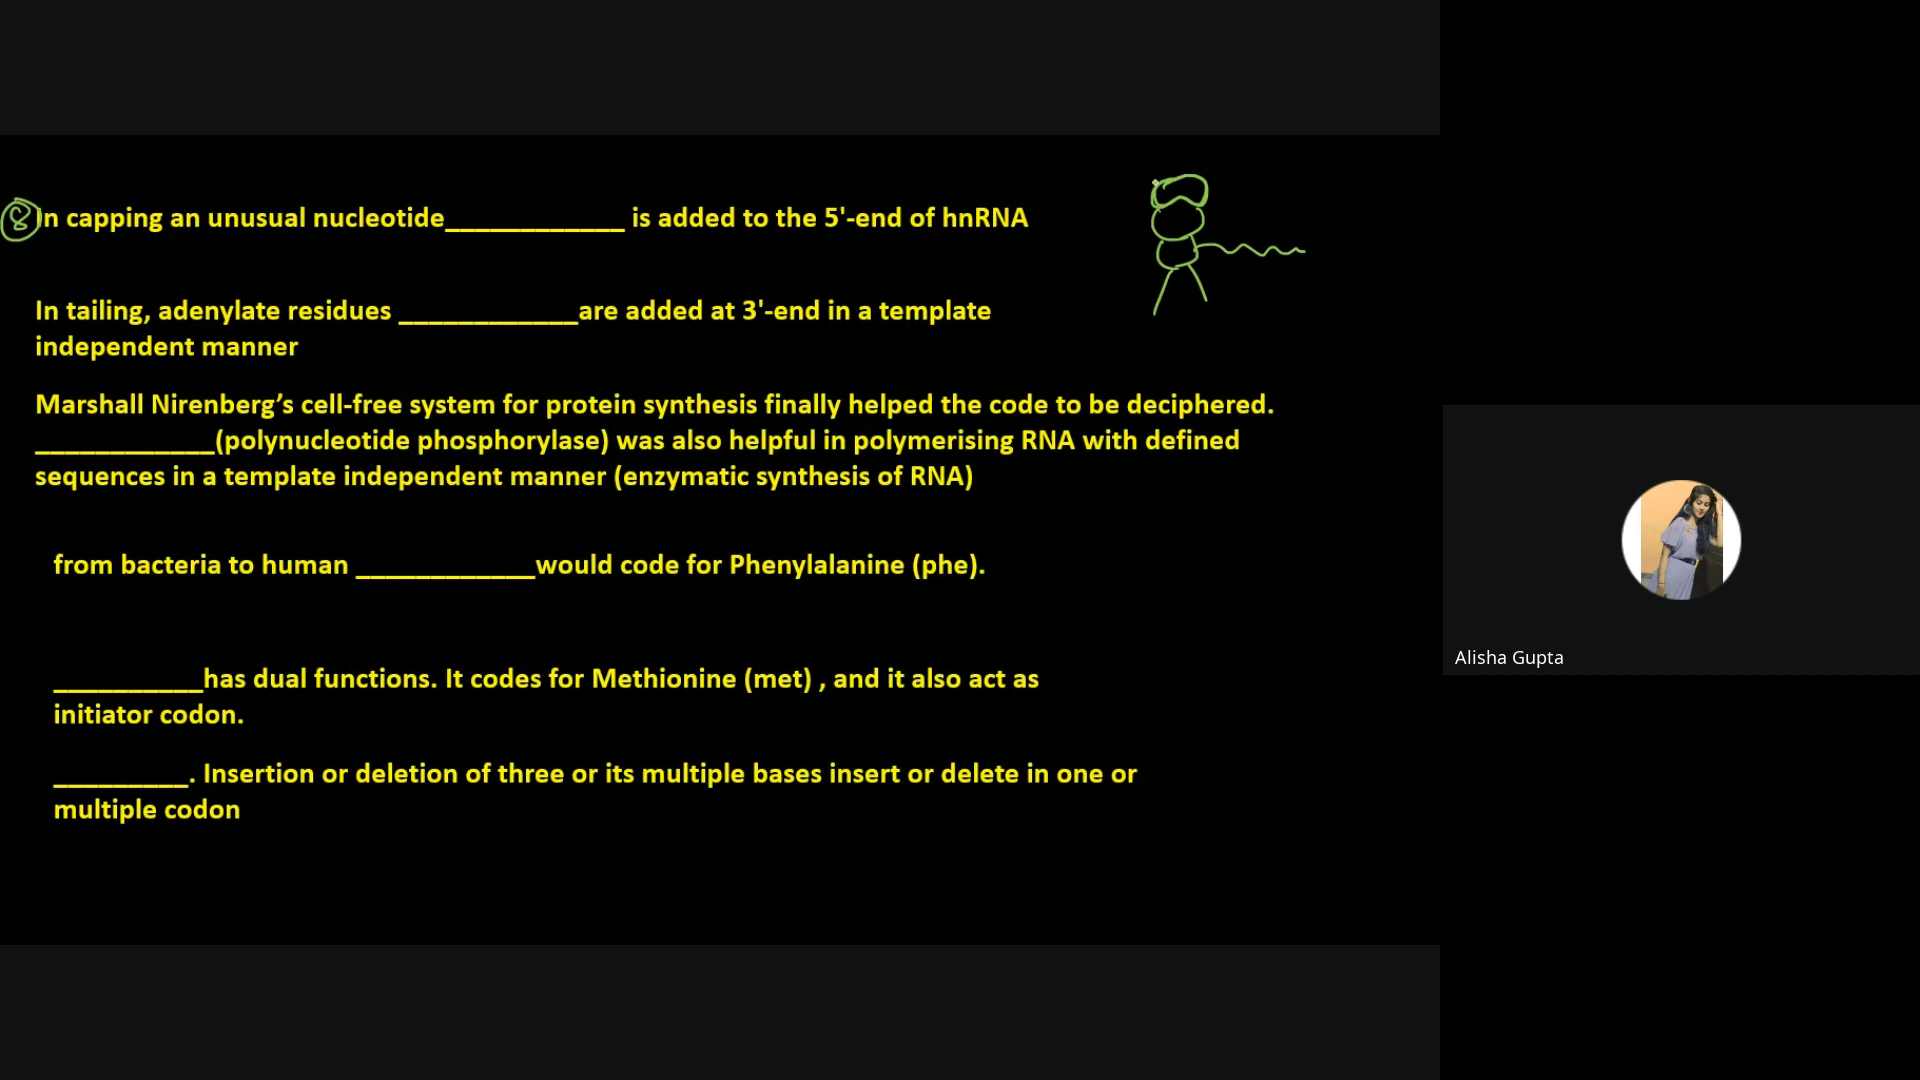 8 In capping an unusual nucleotide____________ is added to the 5'-end of hnRNA
In tailing, adenylate residues ____________are added at 3'-end in a template
independent manner
Marshall Nirenberg’s cell-free system for protein synthesis finally helped the code to be deciphered.
____________(polynucleotide phosphorylase) was also helpful in polymerising RNA with defined
sequences in a template independent manner (enzymatic synthesis of RNA)
from bacteria to human ____________would code for Phenylalanine (phe).
__________has dual functions. It codes for Methionine (met) , and it also act as
initiator codon.
_________. Insertion or deletion of three or its multiple bases insert or delete in one or
multiple codon
Alisha Gupta